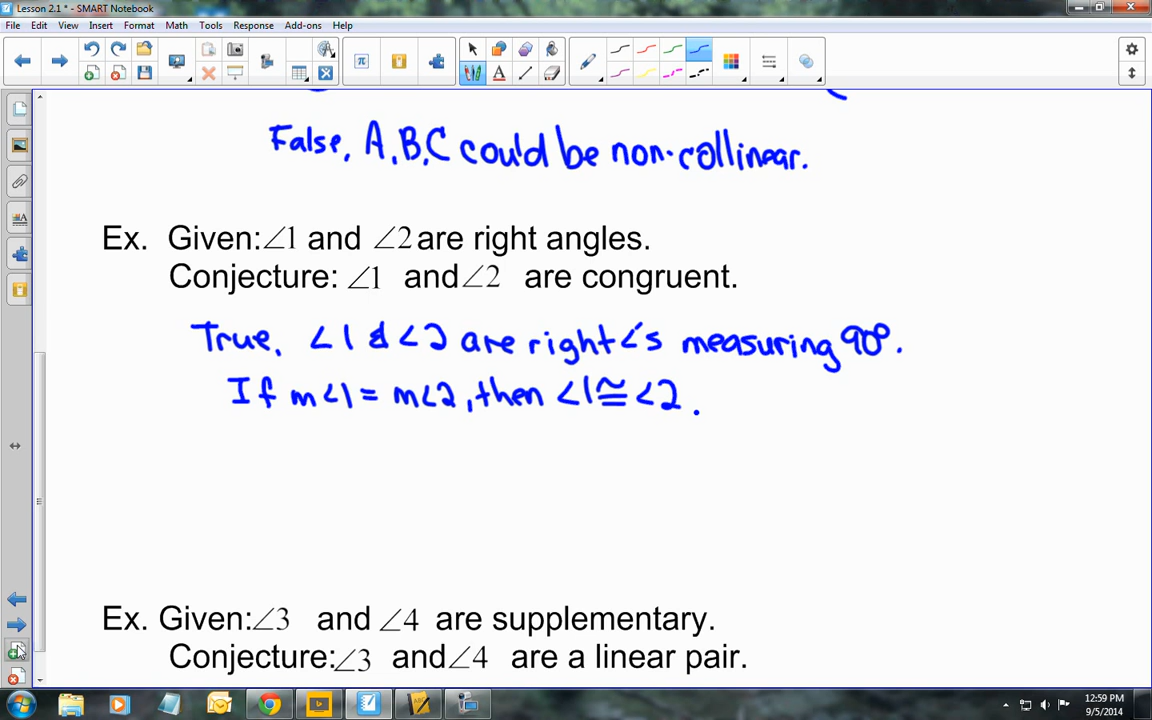 Lesson 2.1 * - SMART Notebook
File Edit View Insert Format Math Tools Response Add-ons Help
False, A,B,C could be non-collinear.
Ex. Given:∠1 and ∠2 are right angles.
Conjecture: ∠1 and ∠2 are congruent.
True, ∠1 & ∠2 are right ∠'s measuring 90°.
If m∠1 = m∠2, then ∠1 ≅ ∠2.
Ex. Given:∠3 and ∠4 are supplementary.
Conjecture:∠3 and ∠4 are a linear pair.
12:59 PM
9/5/2014